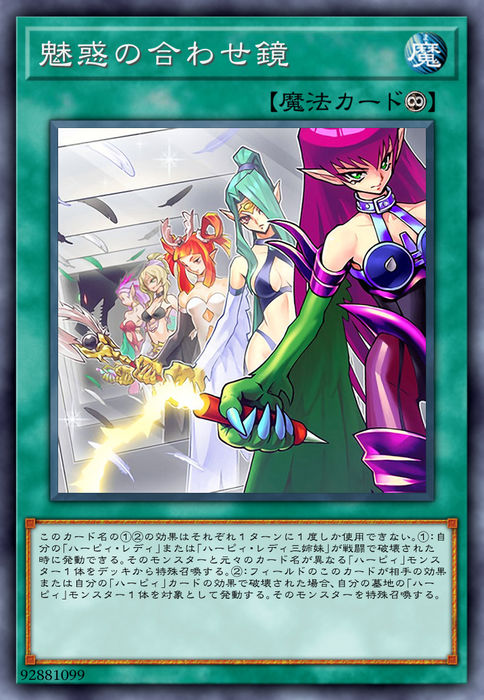 魅惑の合わせ鏡
魔
【魔法カード】
このカード名の①②の効果はそれぞれ1ターンに1度しか使用できない。①:自
分の「ハーピィ・レディ」または「ハーピィ・レディ三姉妹」が戦闘で破壊された
時に発動できる。そのモンスターと元々のカード名が異なる「ハーピィ」モンス
ター1体をデッキから特殊召喚する。②:フィールドのこのカードが相手の効果
または自分の「ハーピィ」カードの効果で破壊された場合、自分の墓地の「ハー
ピィ」モンスター1体を対象として発動する。そのモンスターを特殊召喚する。
92881099